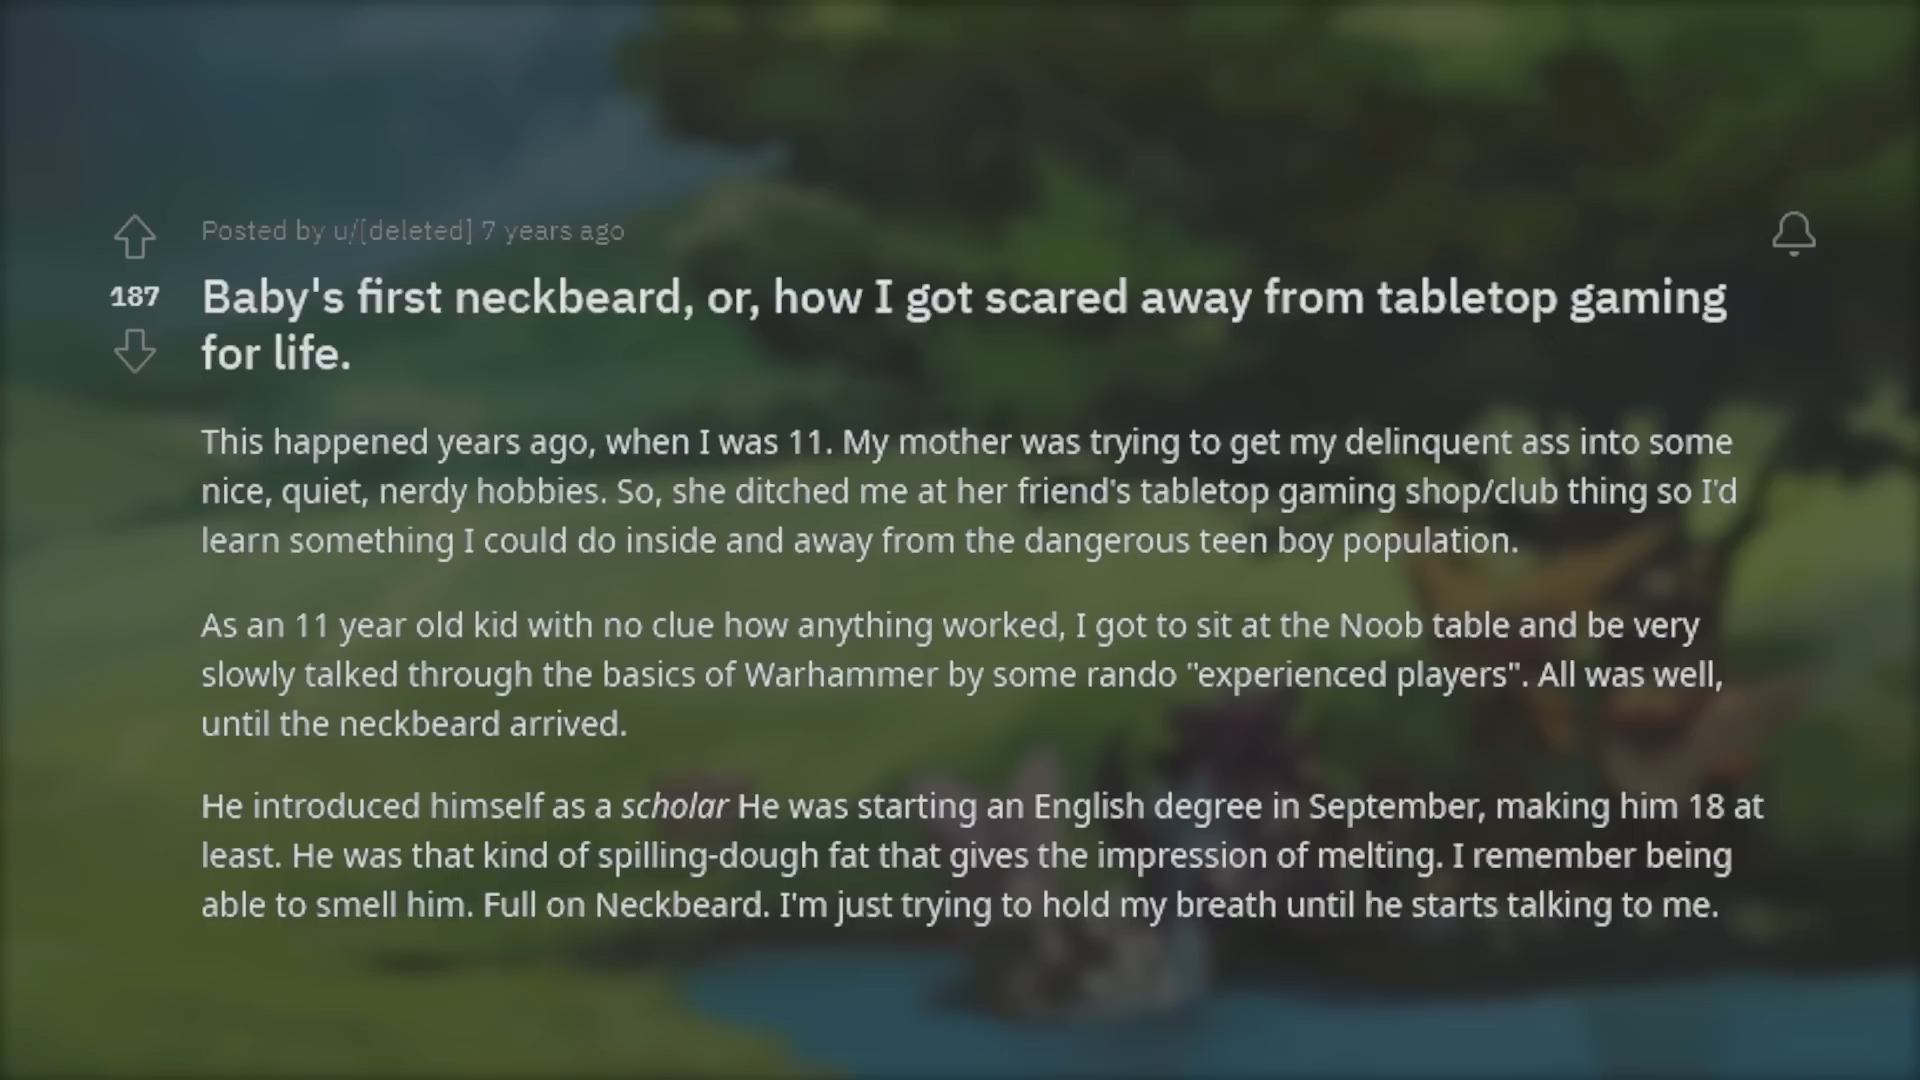 Posted by u/[deleted] 7 years ago
187
Baby's first neckbeard, or, how I got scared away from tabletop gaming
for life.
This happened years ago, when I was 11. My mother was trying to get my delinquent ass into some
nice, quiet, nerdy hobbies. So, she ditched me at her friend's tabletop gaming shop/club thing so I'd
learn something I could do inside and away from the dangerous teen boy population.
As an 11 year old kid with no clue how anything worked, I got to sit at the Noob table and be very
slowly talked through the basics of Warhammer by some rando "experienced players". All was well,
until the neckbeard arrived.
He introduced himself as a scholar He was starting an English degree in September, making him 18 at
least. He was that kind of spilling-dough fat that gives the impression of melting. I remember being
able to smell him. Full on Neckbeard. I'm just trying to hold my breath until he starts talking to me.